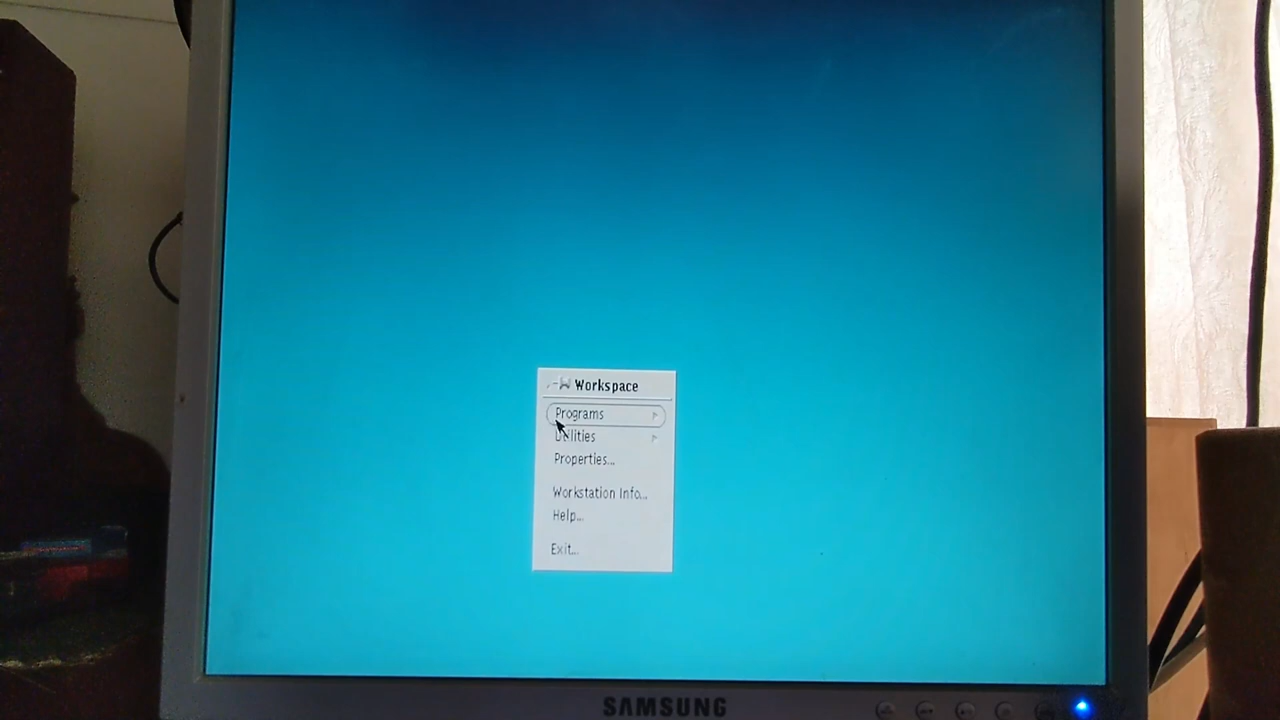 Workspace
Programs
Utilities
Properties...
Workstation Info...
Help...
Exit...
SAMSUNG